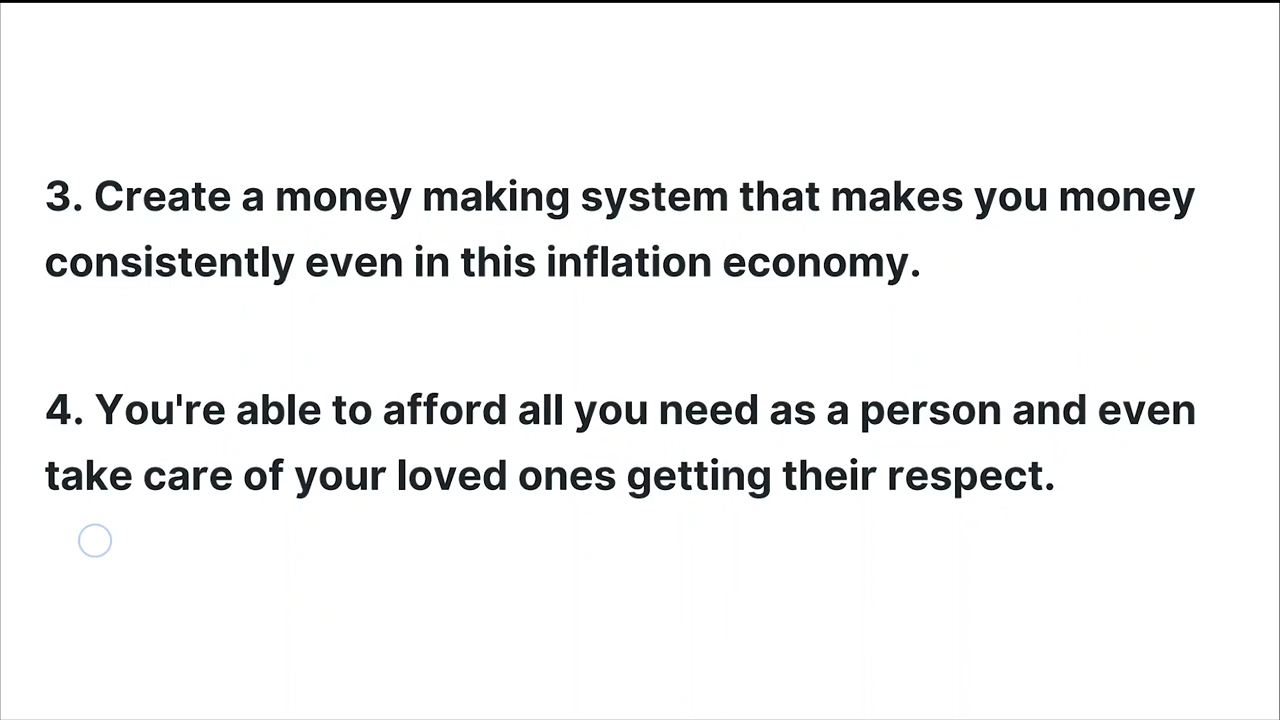 3. Create a money making system that makes you money
consistently even in this inflation economy.
4. You're able to afford all you need as a person and even
take care of your loved ones getting their respect.